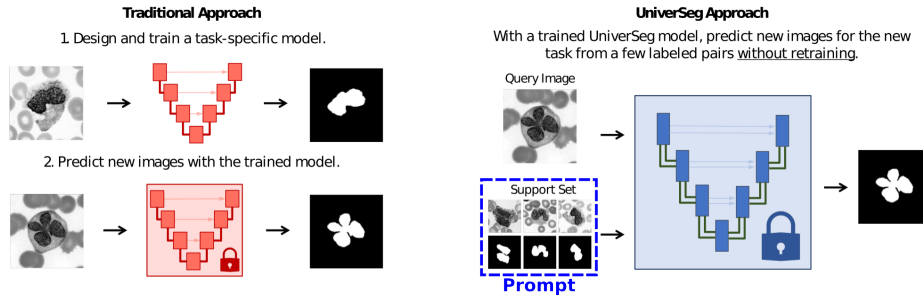 Traditional Approach
1. Design and train a task-specific model.
2. Predict new images with the trained model.
UniverSeg Approach
With a trained UniverSeg model, predict new images for the new
task from a few labeled pairs without retraining.
Query Image
Support Set
Prompt